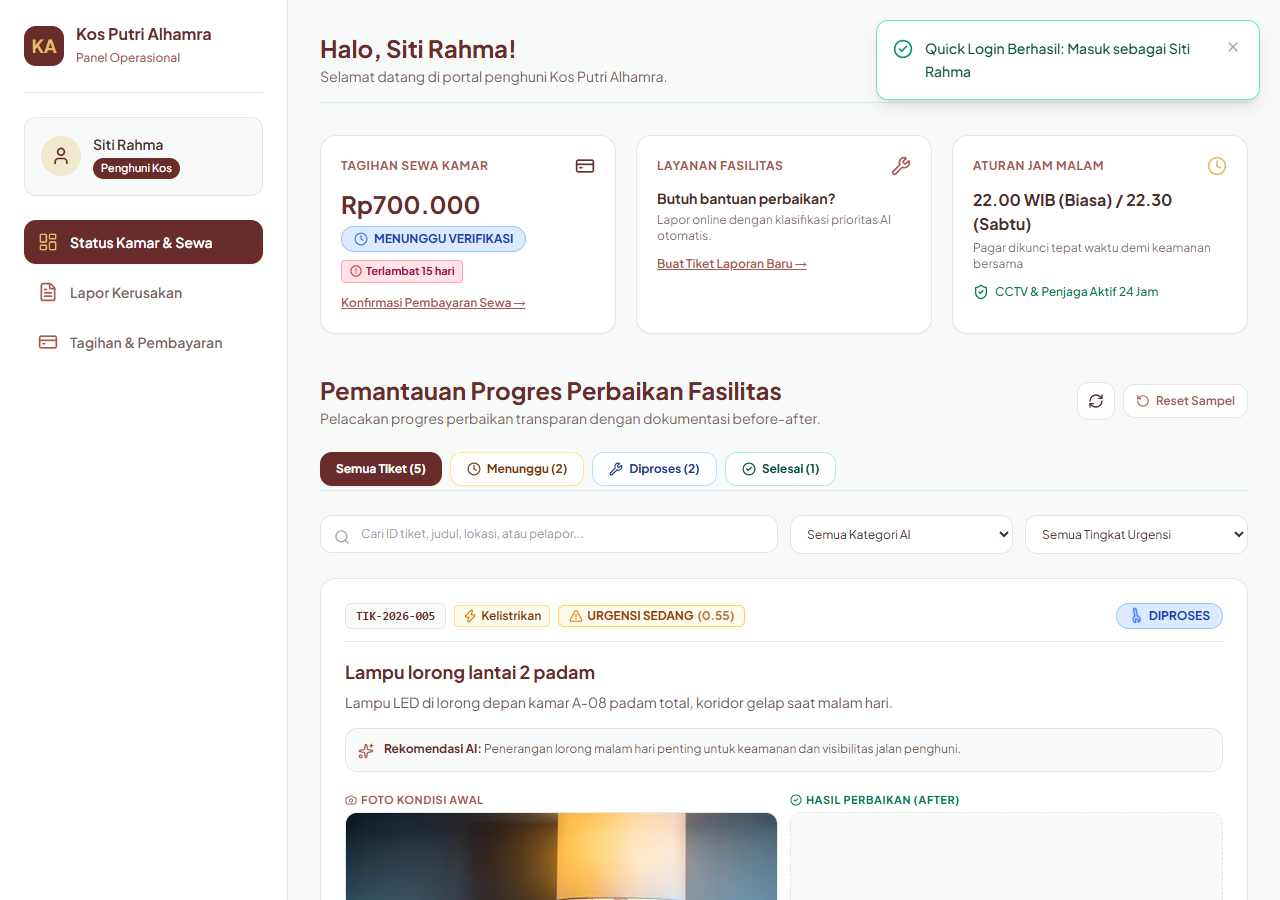 KA
Kos Putri Alhamra
Panel Operasional
Siti Rahma
Penghuni Kos
Status Kamar & Sewa
Lapor Kerusakan
Tagihan & Pembayaran
Halo, Siti Rahma!
Selamat datang di portal penghuni Kos Putri Alhamra.
Quick Login Berhasil: Masuk sebagai Siti
Rahma
TAGIHAN SEWA KAMAR
Rp700.000
MENUNGGU VERIFIKASI
Terlambat 15 hari
Konfirmasi Pembayaran Sewa →
LAYANAN FASILITAS
Butuh bantuan perbaikan?
Lapor online dengan klasifikasi prioritas AI
otomatis.
Buat Tiket Laporan Baru →
ATURAN JAM MALAM
22.00 WIB (Biasa) / 22.30
(Sabtu)
Pagar dikunci tepat waktu demi keamanan
bersama
CCTV & Penjaga Aktif 24 Jam
Pemantauan Progres Perbaikan Fasilitas
Pelacakan progres perbaikan transparan dengan dokumentasi before-after.
Reset Sampel
Semua Tiket (5)
Menunggu (2)
Diproses (2)
Selesai (1)
Cari ID tiket, judul, lokasi, atau pelapor...
Semua Kategori AI
Semua Tingkat Urgensi
TIK-2026-005
Kelistrikan
URGENSI SEDANG (0.55)
DIPROSES
Lampu lorong lantai 2 padam
Lampu LED di lorong depan kamar A-08 padam total, koridor gelap saat malam hari.
Rekomendasi AI: Penerangan lorong malam hari penting untuk keamanan dan visibilitas jalan penghuni.
FOTO KONDISI AWAL
HASIL PERBAIKAN (AFTER)